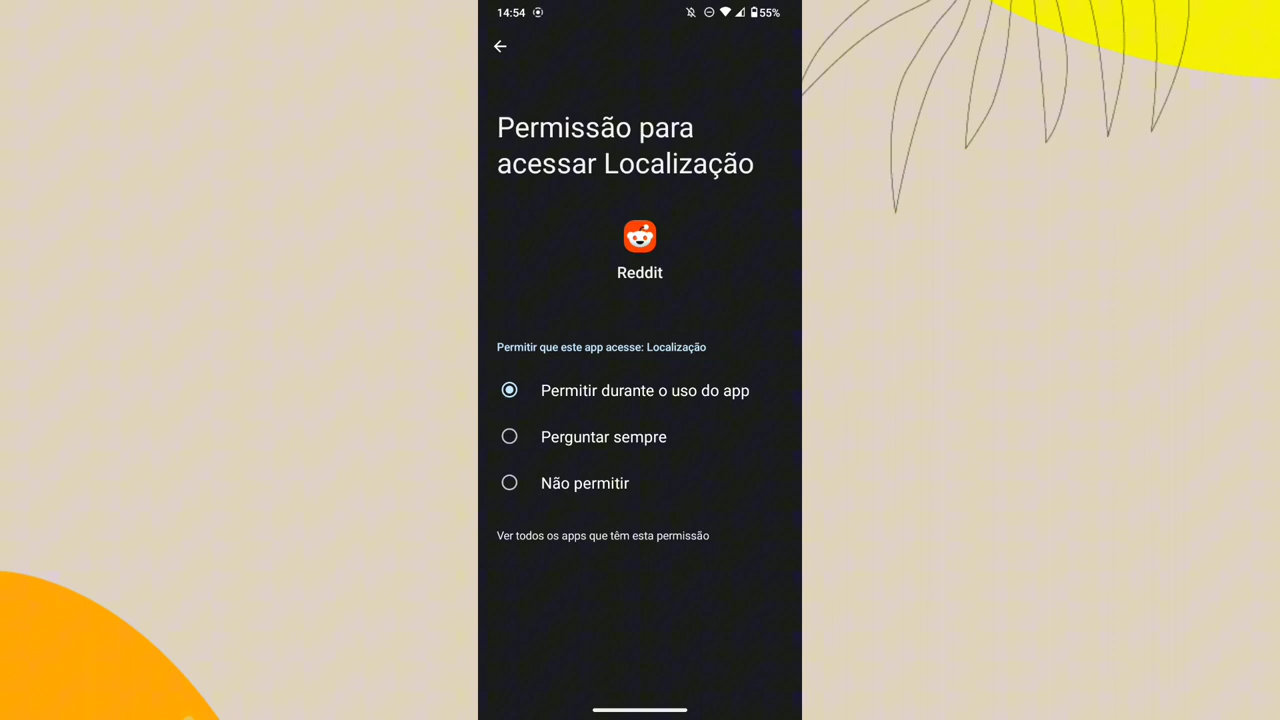 14:54
55%
Permissão para
acessar Localização
Reddit
Permitir que este app acesse: Localização
Permitir durante o uso do app
Perguntar sempre
Não permitir
Ver todos os apps que têm esta permissão